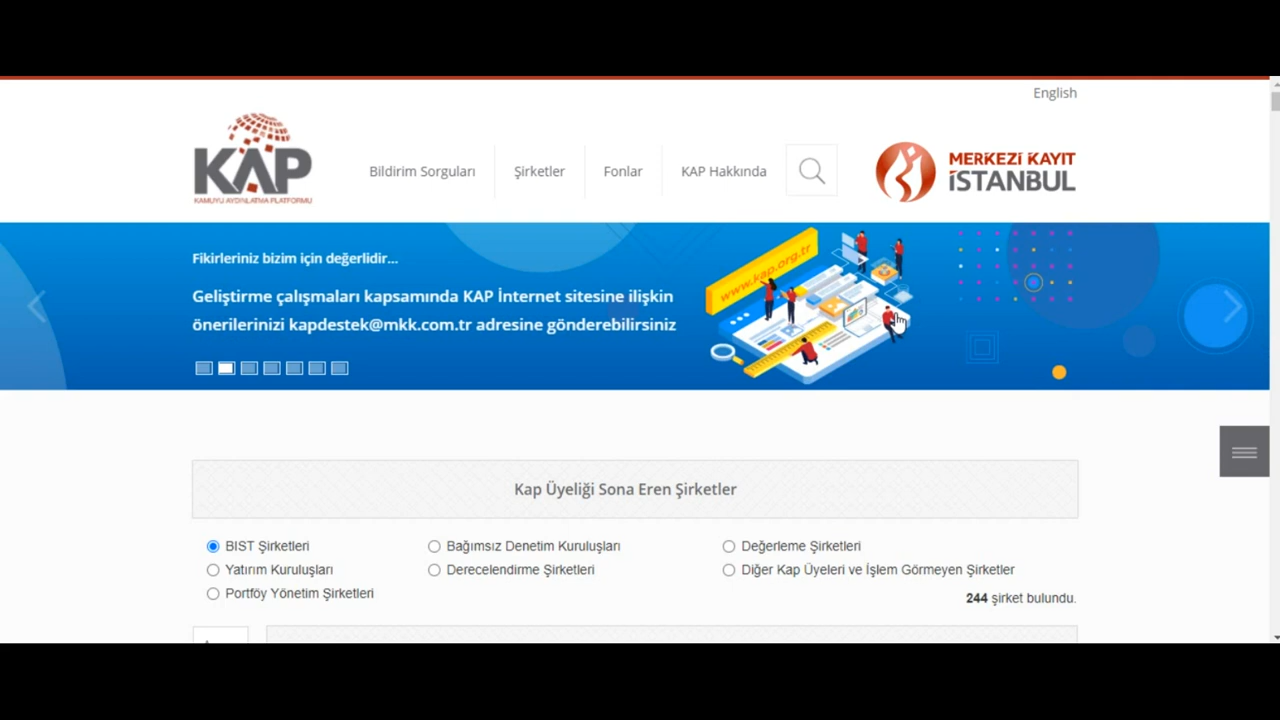 English
KAP
KAMUYU AYDINLATMA PLATFORMU
Bildirim Sorguları
Şirketler
Fonlar
KAP Hakkında
MERKEZİ KAYIT
İSTANBUL
Fikirleriniz bizim için değerlidir...
Geliştirme çalışmaları kapsamında KAP İnternet sitesine ilişkin
önerilerinizi kapdestek@mkk.com.tr adresine gönderebilirsiniz
www.kap.org.tr
Kap Üyeliği Sona Eren Şirketler
BIST Şirketleri
Bağımsız Denetim Kuruluşları
Değerleme Şirketleri
Yatırım Kuruluşları
Derecelendirme Şirketleri
Diğer Kap Üyeleri ve İşlem Görmeyen Şirketler
Portföy Yönetim Şirketleri
244 şirket bulundu.